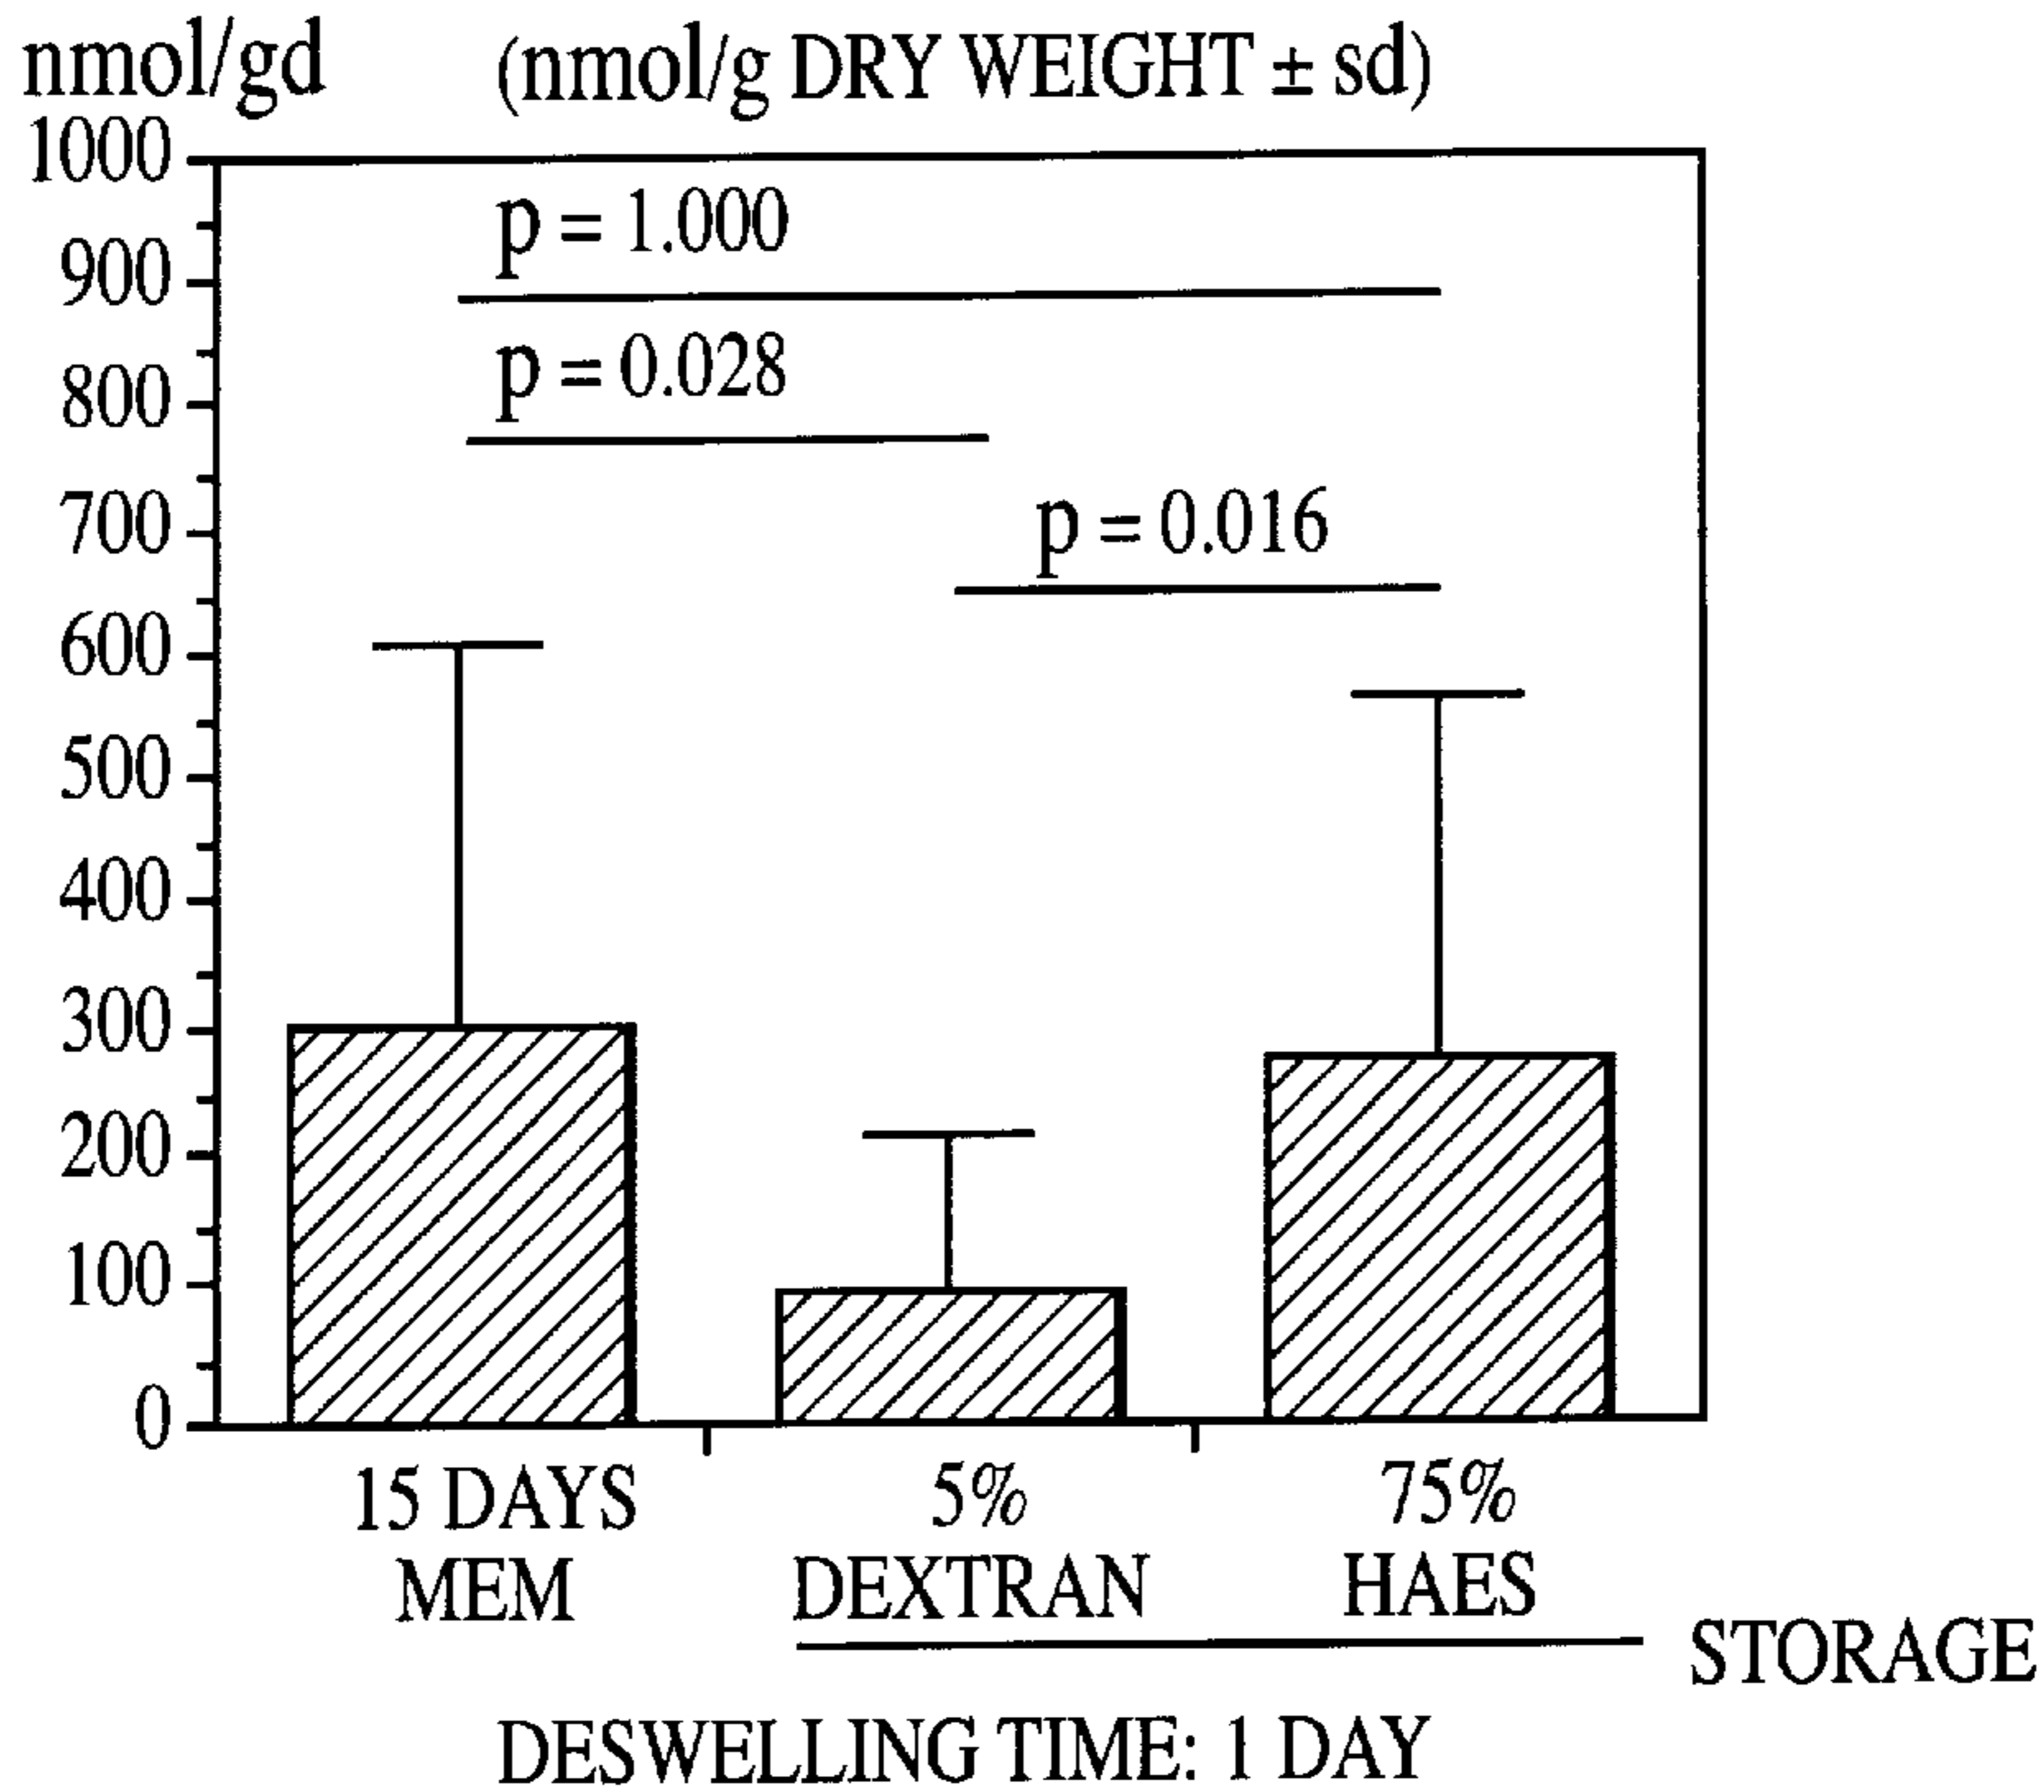 nmol/gd (nmol/g DRY WEIGHT ± sd)
1000
p = 1.000
900
p = 0.028
800
700
p = 0.016
600
500
400
300
200
100
0
15 DAYS 5% 75%
MEM DEXTRAN HAES
STORAGE
DESWELLING TIME: 1 DAY